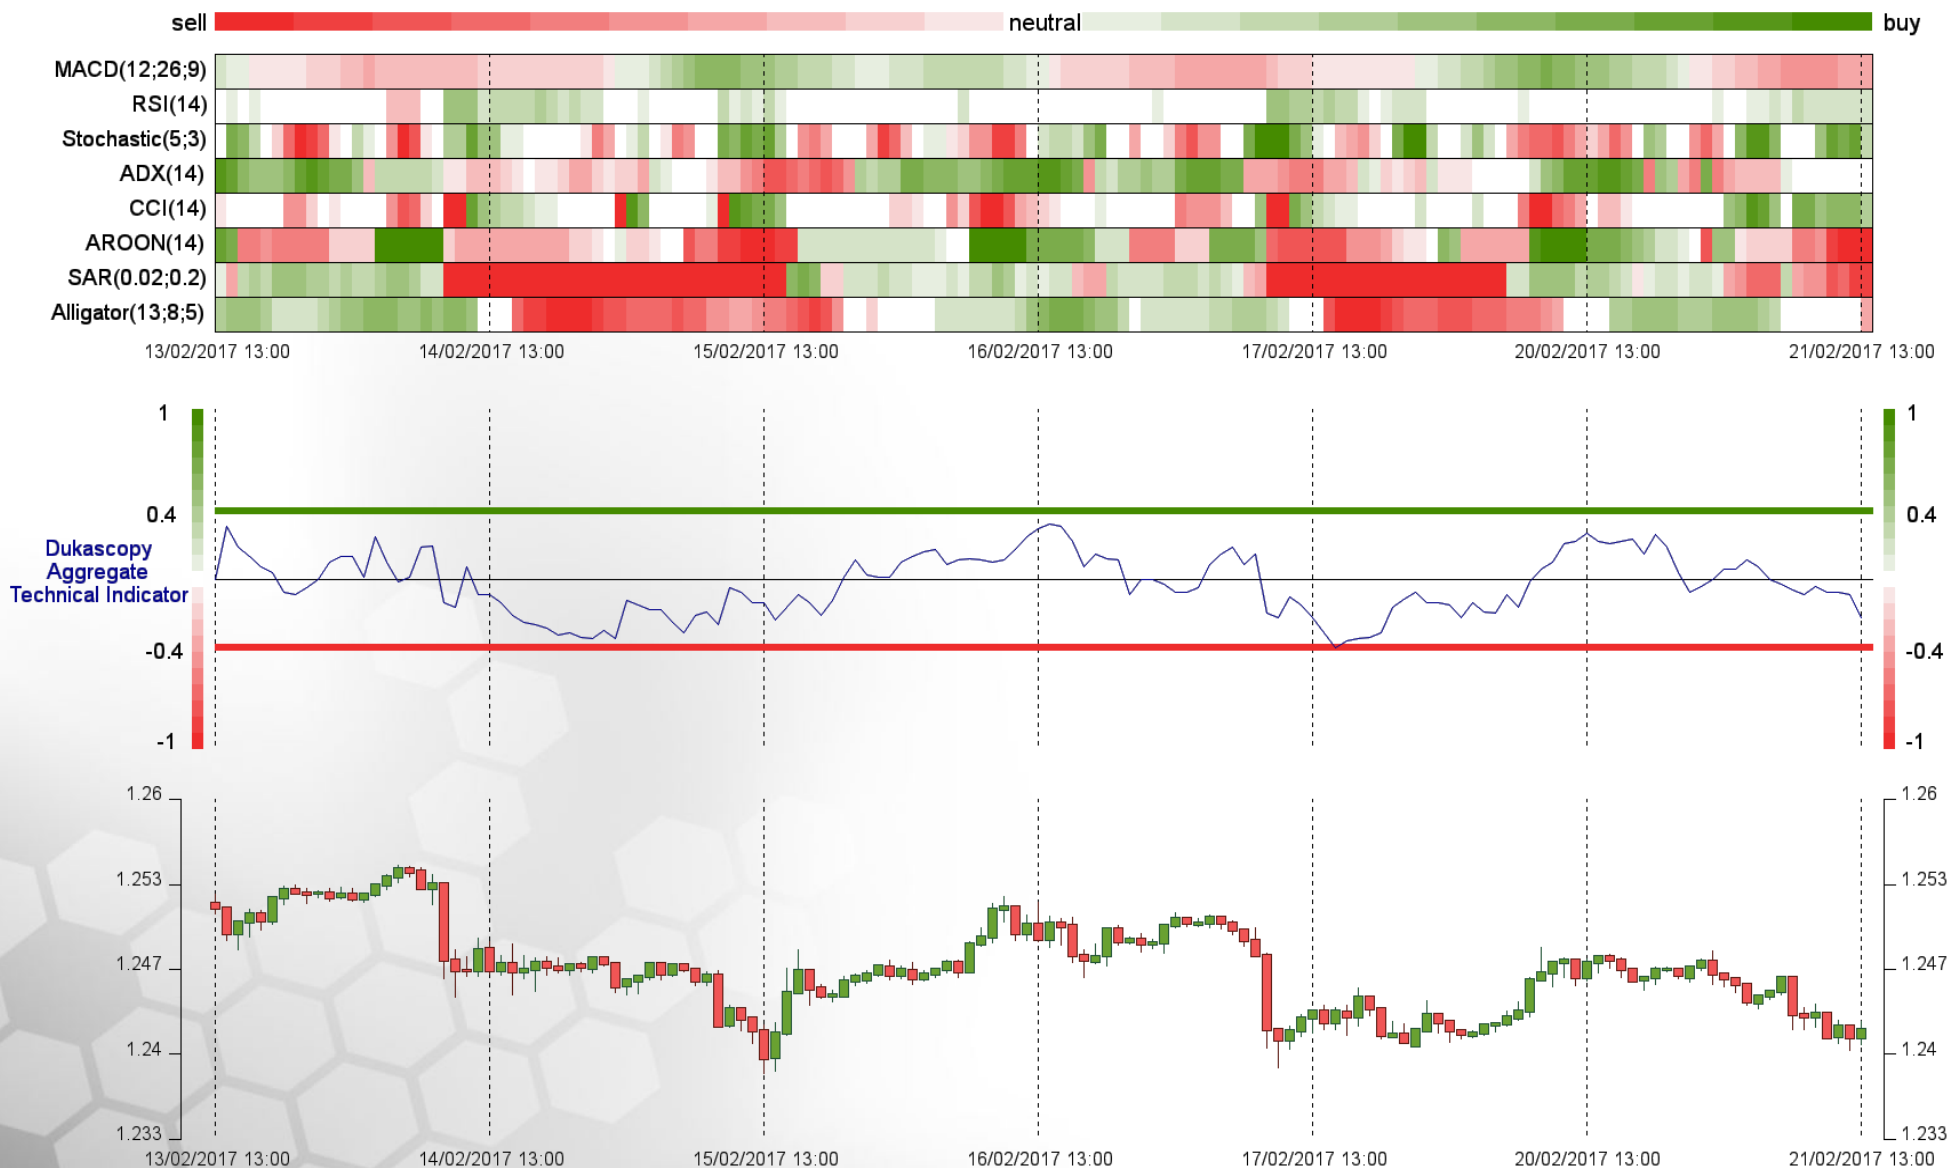 sell neutral buy
MACD(12;26;9)
RSI(14)
Stochastic(5;3)
ADX(14)
CCI(14)
AROON(14)
SAR(0.02;0.2)
Alligator(13;8;5)
13/02/2017 13:00 14/02/2017 13:00 15/02/2017 13:00 16/02/2017 13:00 17/02/2017 13:00 20/02/2017 13:00 21/02/2017 13:00
1 1
0.4 0.4
Dukascopy
Aggregate
Technical Indicator
-0.4 -0.4
-1 -1
1.26 1.26
1.253 1.253
1.247 1.247
1.24 1.24
1.233 1.233
13/02/2017 13:00 14/02/2017 13:00 15/02/2017 13:00 16/02/2017 13:00 17/02/2017 13:00 20/02/2017 13:00 21/02/2017 13:00